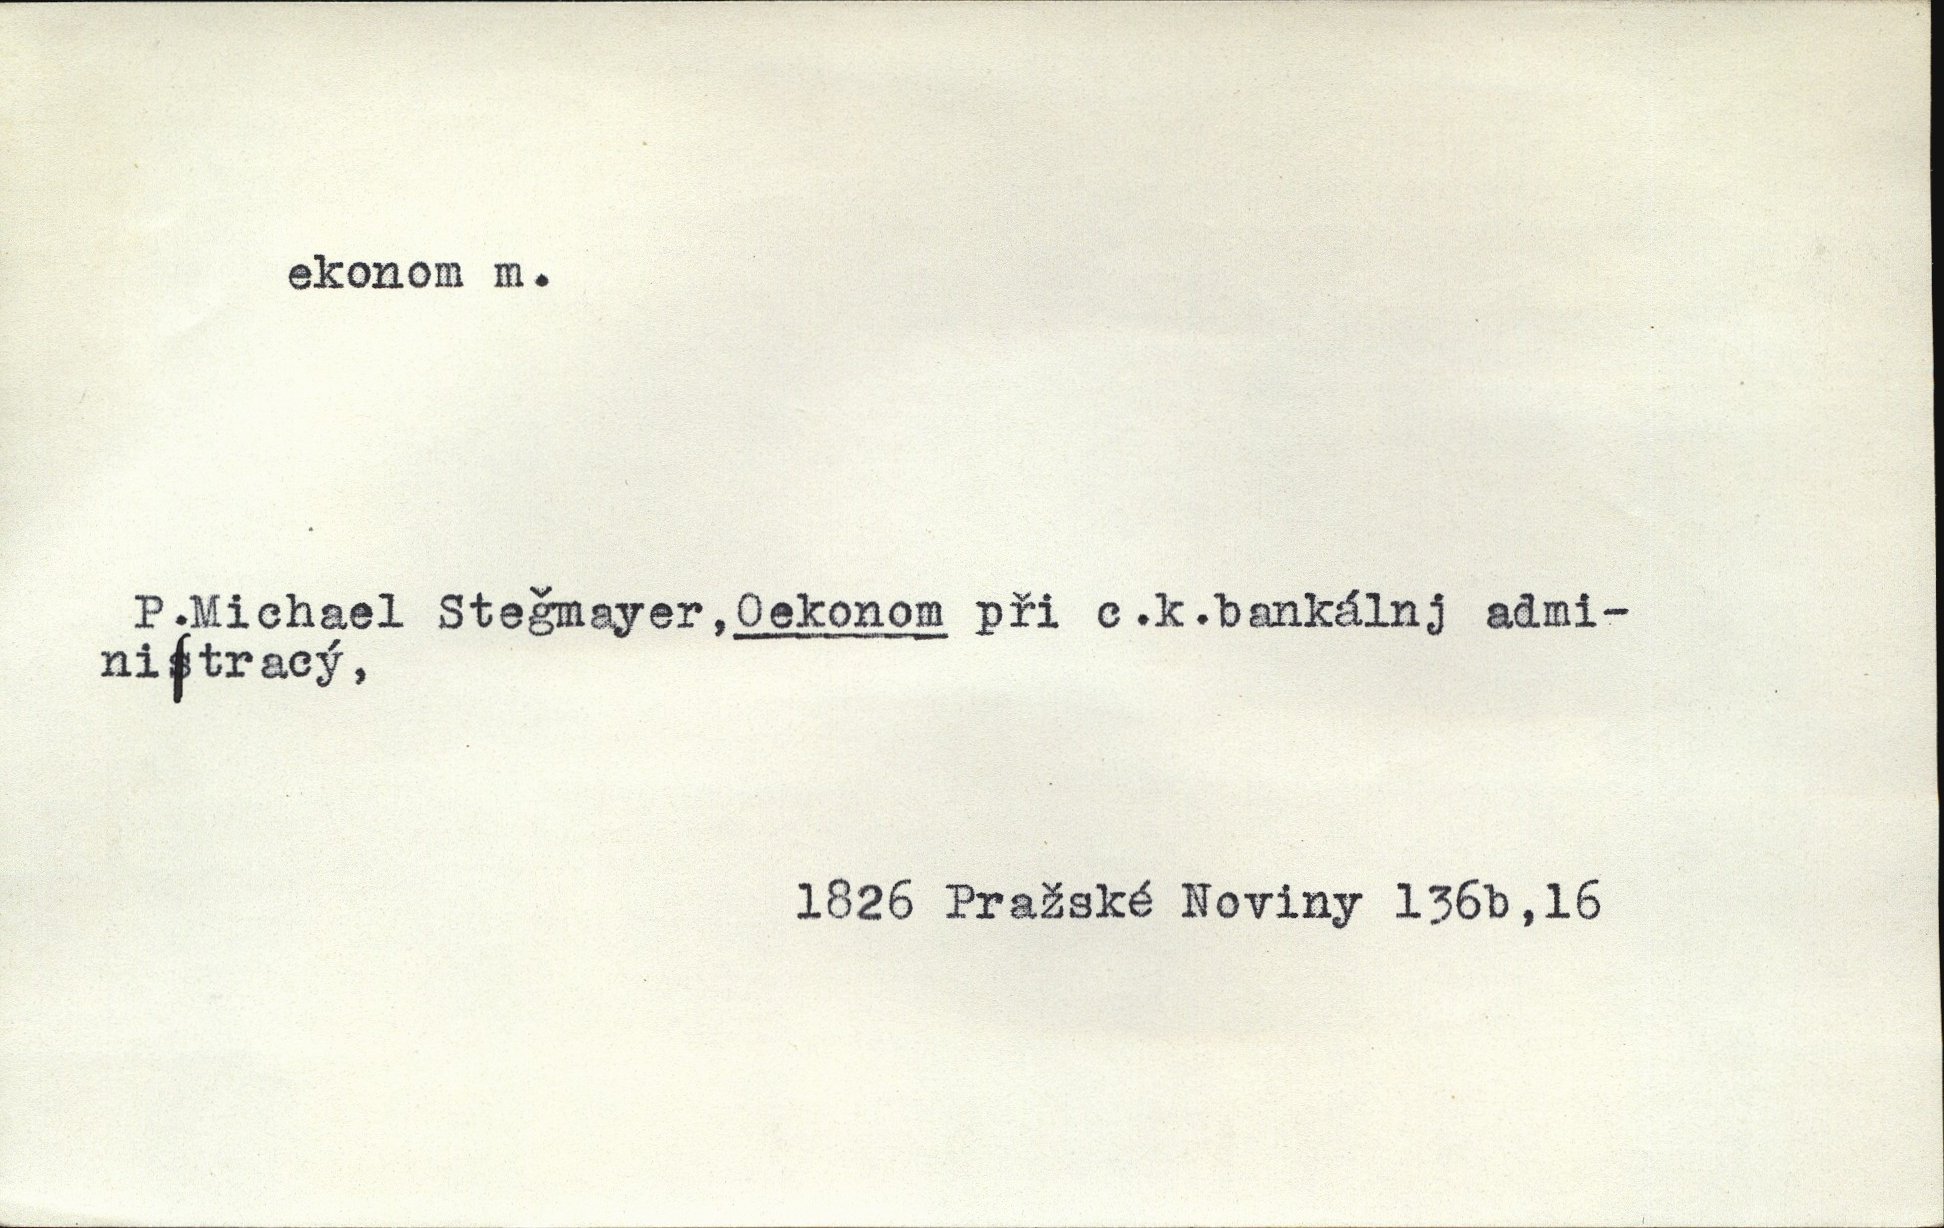 ekonom m.
P.Michael Steğmayer,Oekonom při c.k.bankálnj admi-
niſtracý,
1826 Pražské Noviny 136b,16